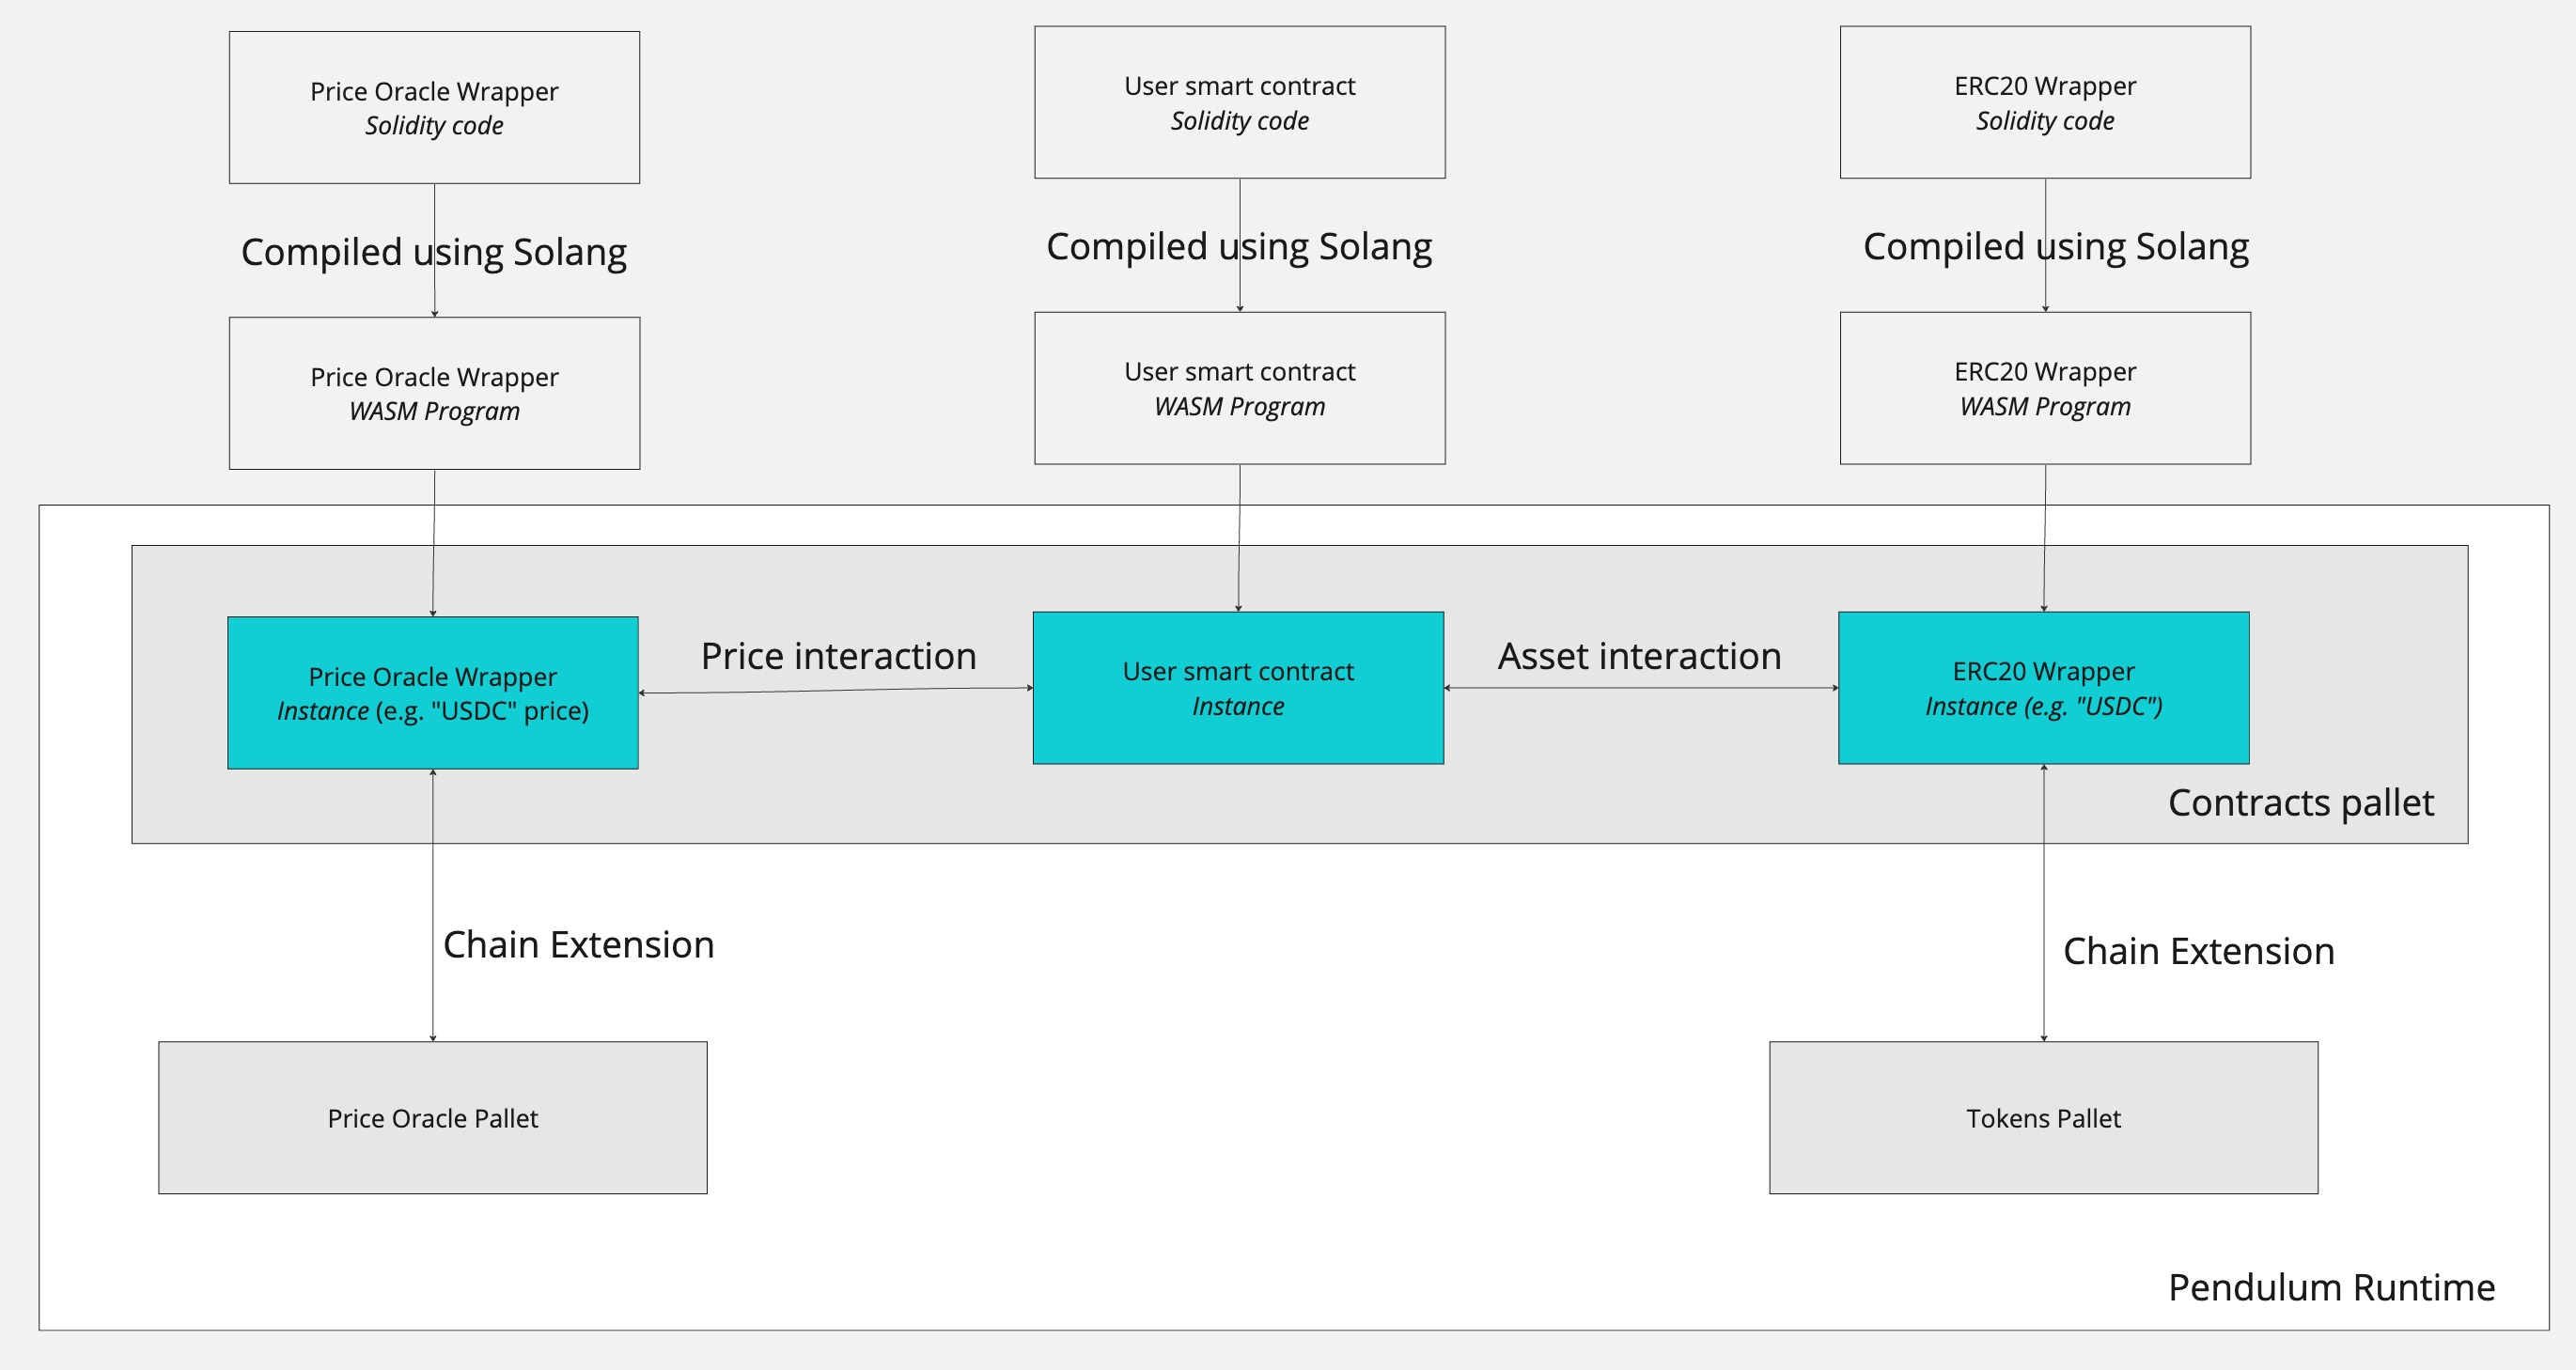 Price Oracle Wrapper
Solidity code
User smart contract
Solidity code
ERC20 Wrapper
Solidity code
Compiled using Solang
Compiled using Solang
Compiled using Solang
Price Oracle Wrapper
WASM Program
User smart contract
WASM Program
ERC20 Wrapper
WASM Program
Price Oracle Wrapper
Instance (e.g. "USDC" price)
Price interaction
User smart contract
Instance
Asset interaction
ERC20 Wrapper
Instance (e.g. "USDC")
Contracts pallet
Chain Extension
Chain Extension
Price Oracle Pallet
Tokens Pallet
Pendulum Runtime